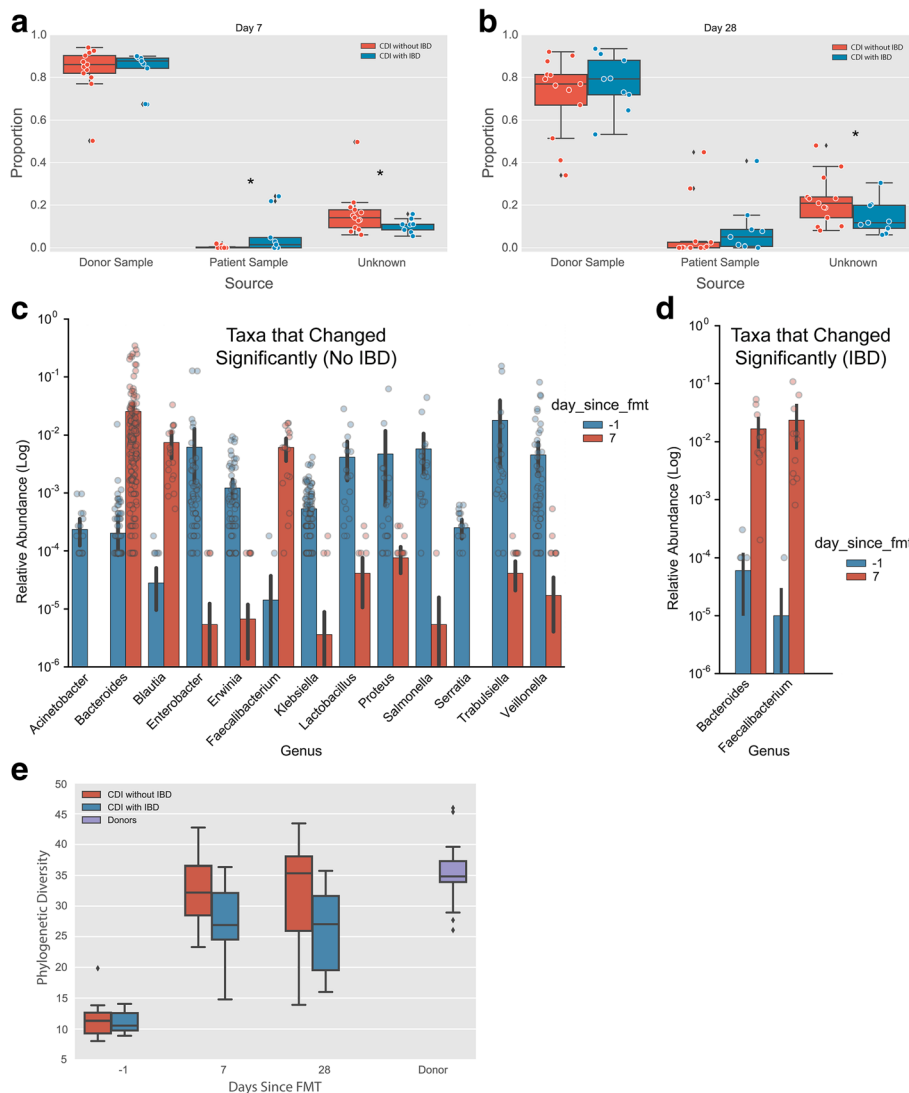 a
Day 7
CDI without IBD
CDI with IBD
1.0
0.8
0.6
0.4
0.2
0.0
Proportion
*
*
Donor Sample Patient Sample Unknown
Source
b
Day 28
CDI without IBD
CDI with IBD
1.0
0.8
0.6
0.4
0.2
0.0
Proportion
*
Donor Sample Patient Sample Unknown
Source
c
Taxa that Changed
Significantly (No IBD)
10^0
10^-1
10^-2
10^-3
10^-4
10^-5
10^-6
Relative Abundance (Log)
day_since_fmt
-1
7
Acinetobacter
Bacteroides
Blautia
Enterobacter
Erwinia
Faecalibacterium
Klebsiella
Lactobacillus
Proteus
Salmonella
Serratia
Trabulsiella
Veillonella
Genus
d
Taxa that Changed
Significantly (IBD)
10^0
10^-1
10^-2
10^-3
10^-4
10^-5
10^-6
Relative Abundance (Log)
day_since_fmt
-1
7
Bacteroides
Faecalibacterium
Genus
e
CDI without IBD
CDI with IBD
Donors
50
45
40
35
30
25
20
15
10
5
Phylogenetic Diversity
-1 7 28 Donor
Days Since FMT